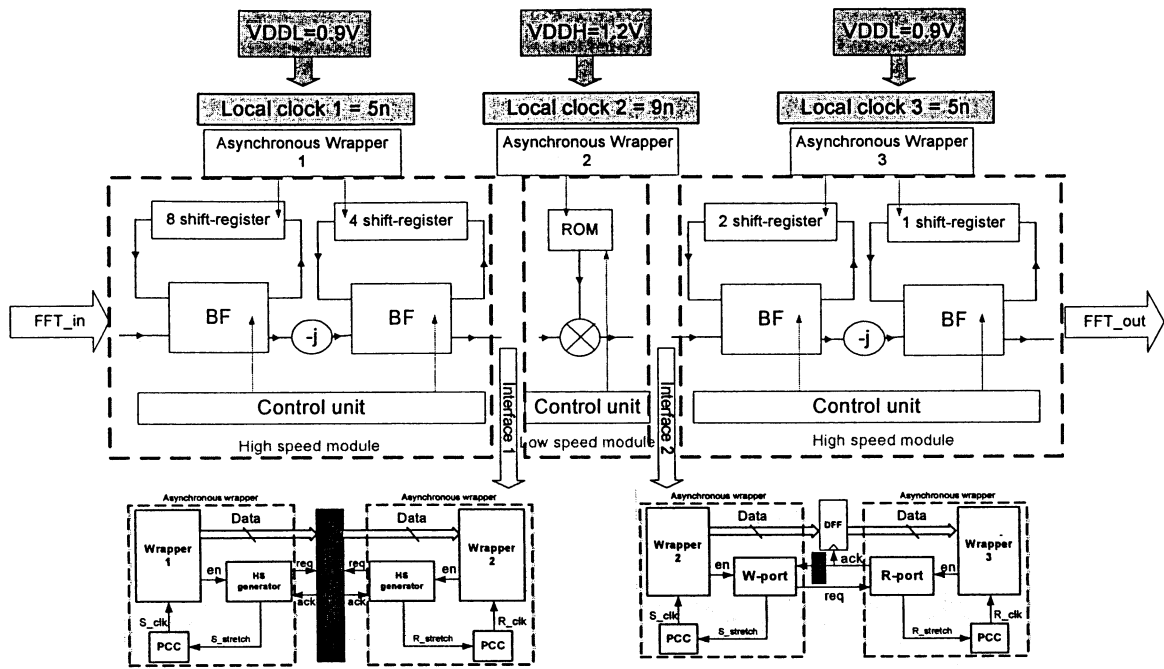 VDDL=0.9V
VDDH=1.2V
VDDL=0.9V
Local clock 1 = 5n
Local clock 2 = 9n
Local clock 3 = 5n
Asynchronous Wrapper
1
Asynchronous Wrapper
2
Asynchronous Wrapper
3
8 shift-register
4 shift-register
ROM
2 shift-register
1 shift-register
FFT_in
BF
-j
BF
BF
-j
BF
FFT_out
Control unit
Control unit
Control unit
High speed module
Interface 1
Low speed module
Interface 2
High speed module
Asynchronous wrapper
Asynchronous wrapper
Wrapper
1
Data
Data
Wrapper
2
en
HS
generator
req
req
ack
ack
HS
generator
en
S_clk
S_stretch
PCC
R_clk
R_stretch
PCC
Asynchronous wrapper
Asynchronous wrapper
Wrapper
2
Data
DFF
Data
Wrapper
3
en
W-port
ack
req
R-port
en
S_clk
S_stretch
PCC
R_clk
R_stretch
PCC